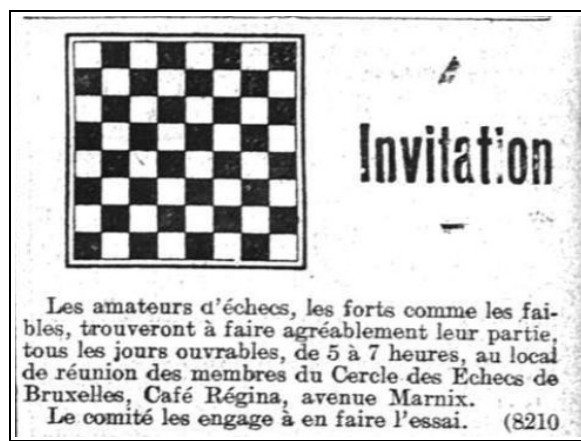 Invitation
Les amateurs d'échecs, les forts comme les fai-
bles, trouveront à faire agréablement leur partie,
tous les jours ouvrables, de 5 à 7 heures, au local
de réunion des membres du Cercle des Echecs de
Bruxelles, Café Régina, avenue Marnix.
Le comité les engage à en faire l'essai. (8210